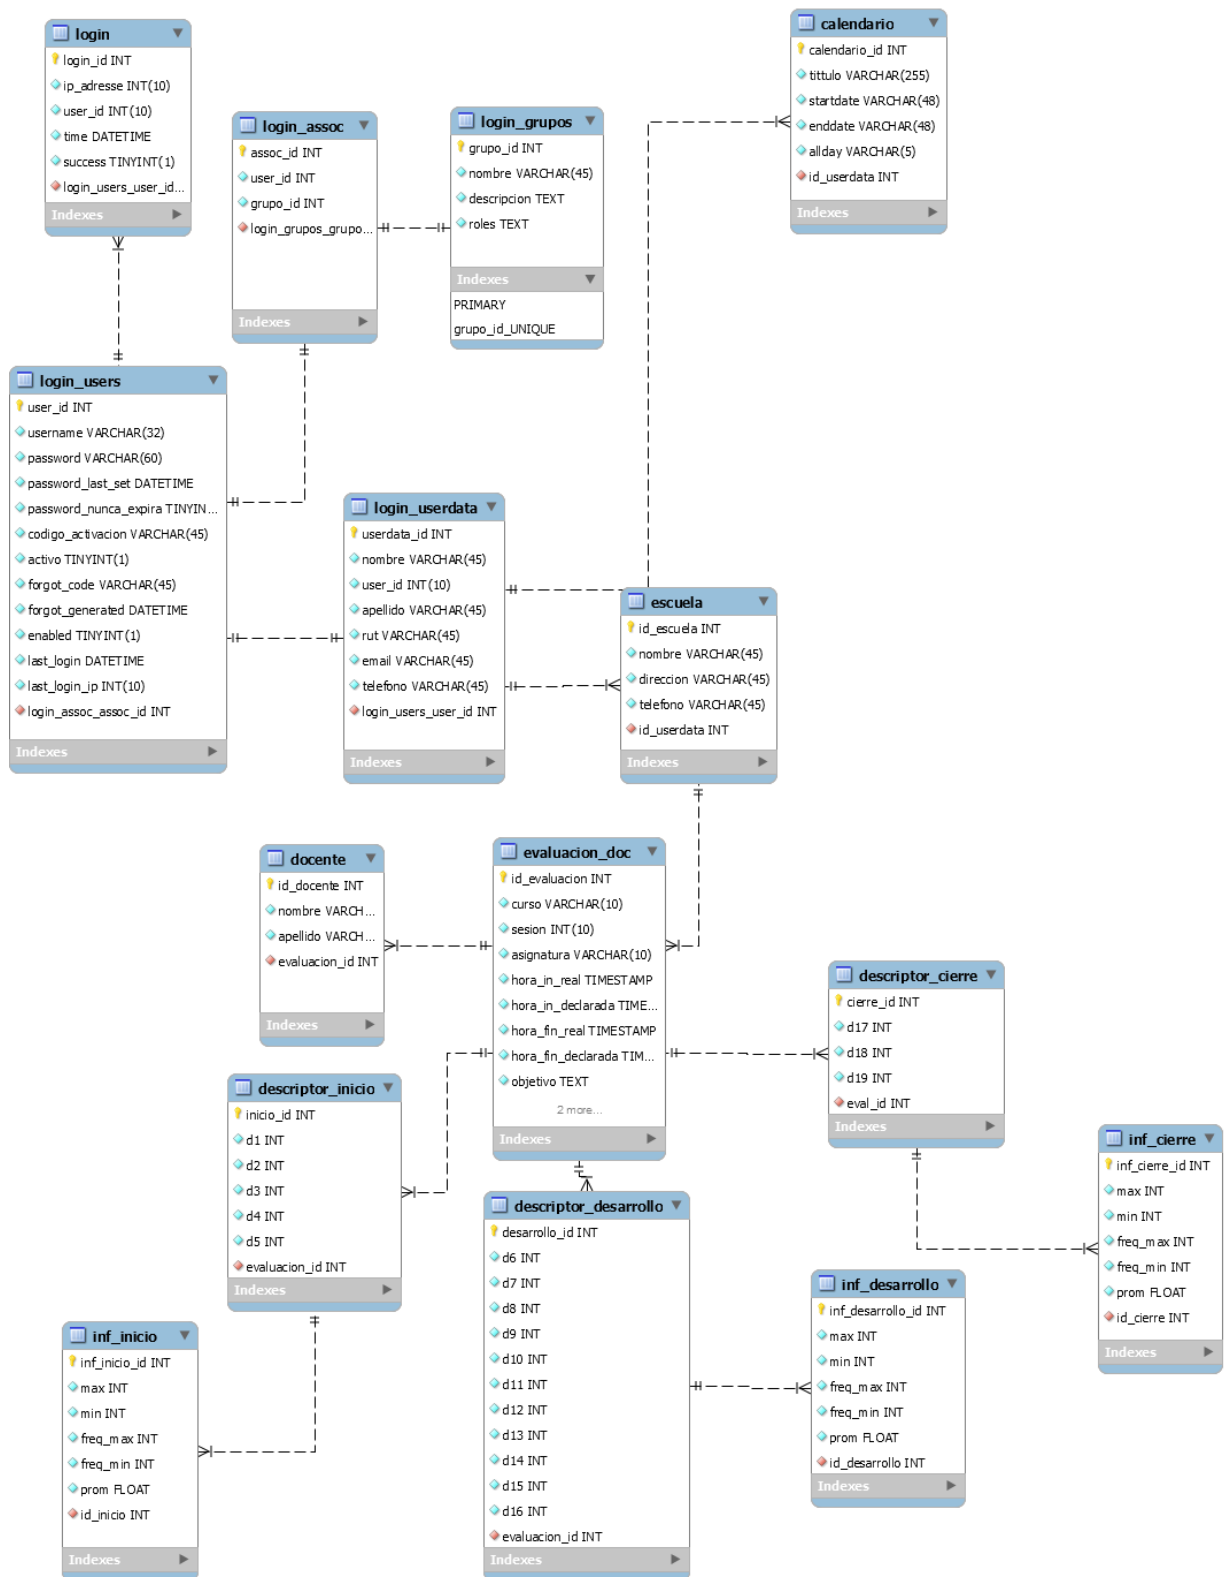 login
login_id INT
ip_adresse INT(10)
user_id INT(10)
time DATETIME
success TINYINT(1)
login_users_user_id...
Indexes
login_assoc
assoc_id INT
user_id INT
grupo_id INT
login_grupos_grupo...
Indexes
login_grupos
grupo_id INT
nombre VARCHAR(45)
descripcion TEXT
roles TEXT
Indexes
PRIMARY
grupo_id_UNIQUE
calendario
calendario_id INT
tittulo VARCHAR(255)
startdate VARCHAR(48)
enddate VARCHAR(48)
allday VARCHAR(5)
id_userdata INT
Indexes
login_users
user_id INT
username VARCHAR(32)
password VARCHAR(60)
password_last_set DATETIME
password_nunca_expira TINYIN...
codigo_activacion VARCHAR(45)
activo TINYINT(1)
forgot_code VARCHAR(45)
forgot_generated DATETIME
enabled TINYINT(1)
last_login DATETIME
last_login_ip INT(10)
login_assoc_assoc_id INT
Indexes
login_userdata
userdata_id INT
nombre VARCHAR(45)
user_id INT(10)
apellido VARCHAR(45)
rut VARCHAR(45)
email VARCHAR(45)
telefono VARCHAR(45)
login_users_user_id INT
Indexes
escuela
id_escuela INT
nombre VARCHAR(45)
direccion VARCHAR(45)
telefono VARCHAR(45)
id_userdata INT
Indexes
docente
id_docente INT
nombre VARCH...
apellido VARCH...
evaluacion_id INT
Indexes
evaluacion_doc
id_evaluacion INT
curso VARCHAR(10)
sesion INT(10)
asignatura VARCHAR(10)
hora_in_real TIMESTAMP
hora_in_declarada TIME...
hora_fin_real TIMESTAMP
hora_fin_declarada TIM...
objetivo TEXT
2 more...
Indexes
descriptor_cierre
cierre_id INT
d17 INT
d18 INT
d19 INT
eval_id INT
Indexes
descriptor_inicio
inicio_id INT
d1 INT
d2 INT
d3 INT
d4 INT
d5 INT
evaluacion_id INT
Indexes
inf_cierre
inf_cierre_id INT
max INT
min INT
freq_max INT
freq_min INT
prom FLOAT
id_cierre INT
Indexes
descriptor_desarrollo
desarrollo_id INT
d6 INT
d7 INT
d8 INT
d9 INT
d10 INT
d11 INT
d12 INT
d13 INT
d14 INT
d15 INT
d16 INT
evaluacion_id INT
Indexes
inf_desarrollo
inf_desarrollo_id INT
max INT
min INT
freq_max INT
freq_min INT
prom FLOAT
id_desarrollo INT
Indexes
inf_inicio
inf_inicio_id INT
max INT
min INT
freq_max INT
freq_min INT
prom FLOAT
id_inicio INT
Indexes